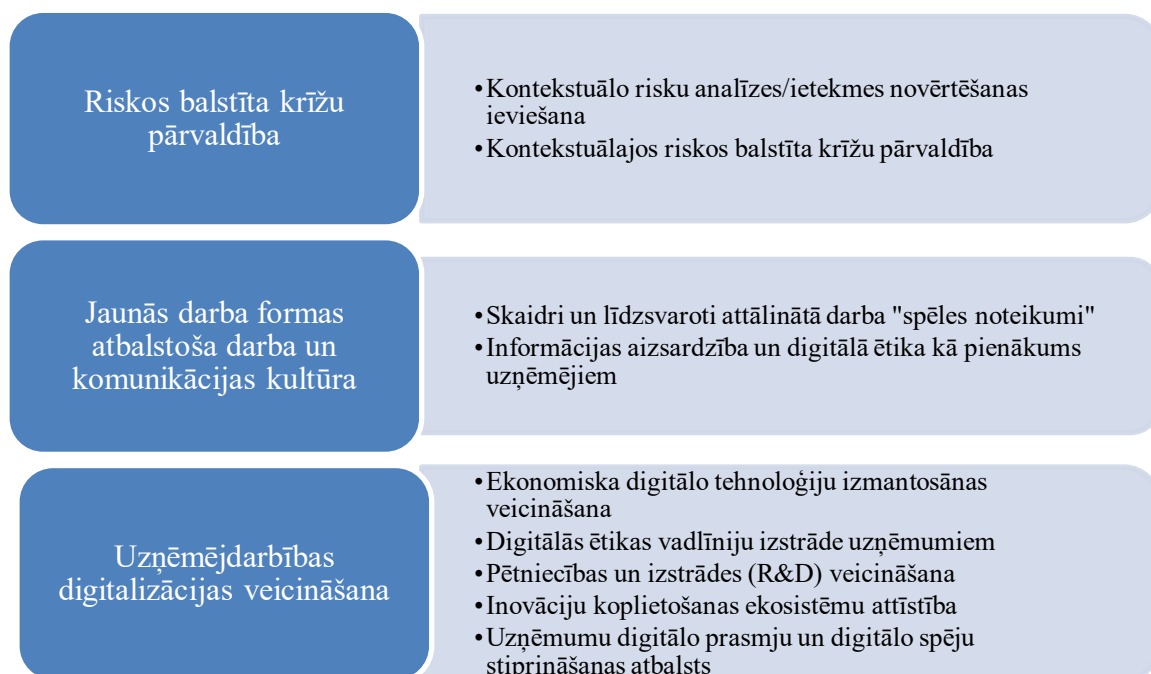 Riskos balstīta krīžu
pārvaldība
•Kontekstuālo risku analīzes/ietekmes novērtēšanas
ieviešana
•Kontekstuālajos riskos balstīta krīžu pārvaldība
Jaunās darba formas
atbalstoša darba un
komunikācijas kultūra
•Skaidri un līdzsvaroti attālinātā darba "spēles noteikumi"
•Informācijas aizsardzība un digitālā ētika kā pienākums
uzņēmējiem
Uzņēmējdarbības
digitalizācijas veicināšana
•Ekonomiska digitālo tehnoloģiju izmantosānas
veicināšana
•Digitālās ētikas vadlīniju izstrāde uzņēmumiem
•Pētniecības un izstrādes (R&D) veicināšana
•Inovāciju koplietošanas ekosistēmu attīstība
•Uzņēmumu digitālo prasmju un digitālo spēju
stiprināšanas atbalsts